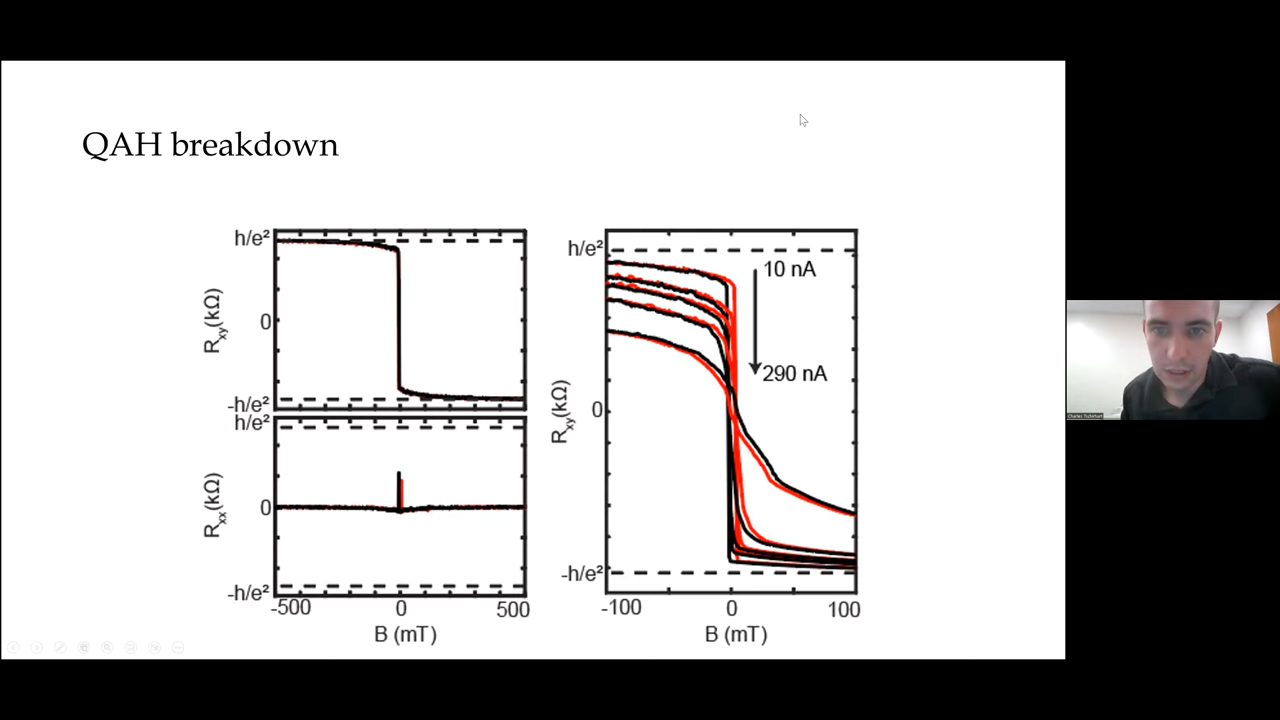 QAH breakdown
h/e²
R_xy(kΩ)
0
-h/e²
h/e²
R_xx(kΩ)
0
-h/e²
-500
0
500
B (mT)
h/e²
10 nA
290 nA
R_xy(kΩ)
0
-h/e²
-100
0
100
B (mT)